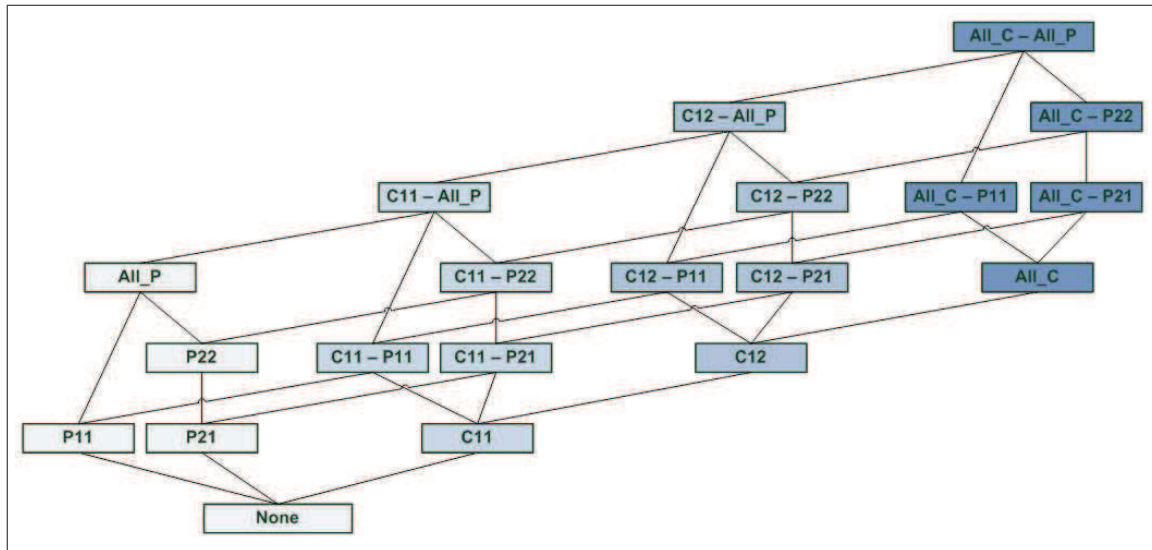 All_C – All_P
C12 – All_P
All_C – P22
C11 – All_P
C12 – P22
All_C – P11
All_C – P21
All_P
C11 – P22
C12 – P11
C12 – P21
All_C
P22
C11 – P11
C11 – P21
C12
P11
P21
C11
None